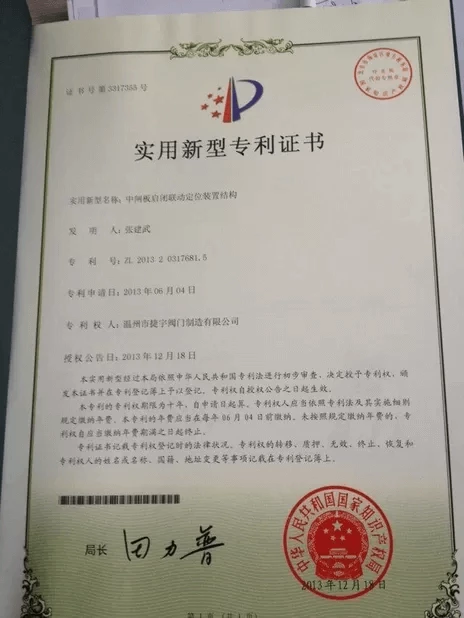 证书号第3317355号
实用新型专利证书
实用新型名称：中闸板启闭联动定位装置结构
发 明 人：张建武
专 利 号：ZL 2013 2 0317681.5
专利申请日：2013年06月04日
专 利 权 人：温州市捷宇阀门制造有限公司
授权公告日：2013年12月18日
本实用新型经过本局依照中华人民共和国专利法进行初步审查，决定授予专利权，颁
发本证书并在专利登记簿上予以登记。专利权自授权公告之日起生效。
本专利的专利权期限为十年，自申请日起算。专利权人应当依照专利法及其实施细则
规定缴纳年费。本专利的年费应当在每年06月04日前缴纳。未按照规定缴纳年费的，专
利权自应当缴纳年费期满之日起终止。
专利证书记载专利权登记时的法律状况。专利权的转移、质押、无效、终止、恢复和
专利权人的姓名或名称、国籍、地址变更等事项记载在专利登记簿上。
局长 田力普
中华人民共和国国家知识产权局
2013年12月18日
第1页（共1页）